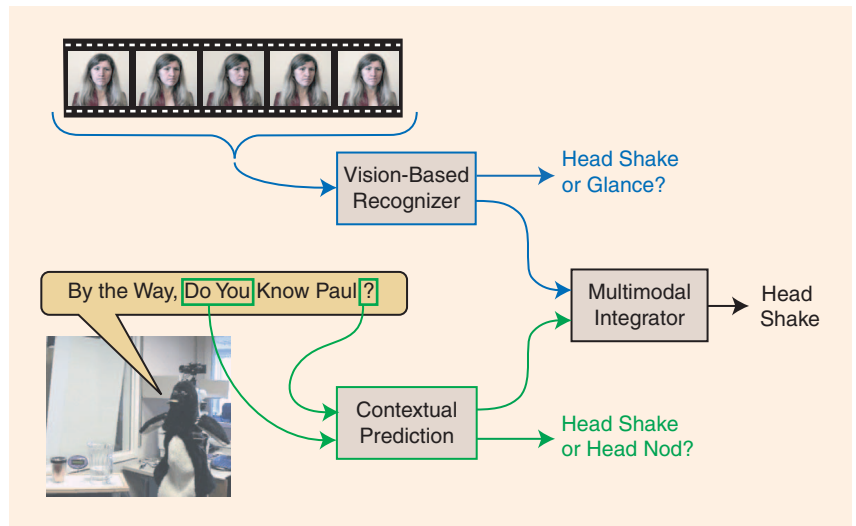 Vision-Based
Recognizer
Head Shake
or Glance?
By the Way, Do You Know Paul ?
Multimodal
Integrator
Head
Shake
Contextual
Prediction
Head Shake
or Head Nod?